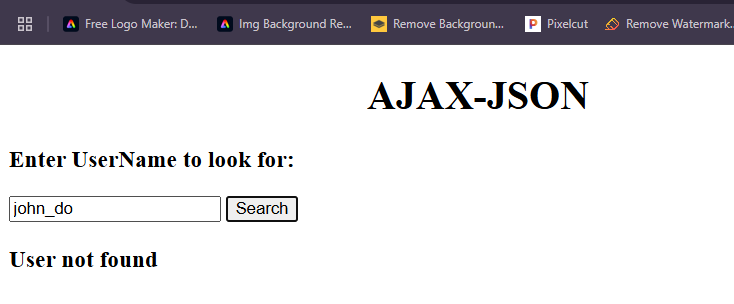 Free Logo Maker: D... Img Background Re... Remove Backgroun... Pixelcut Remove Watermark...
AJAX-JSON
Enter UserName to look for:
john_do Search
User not found